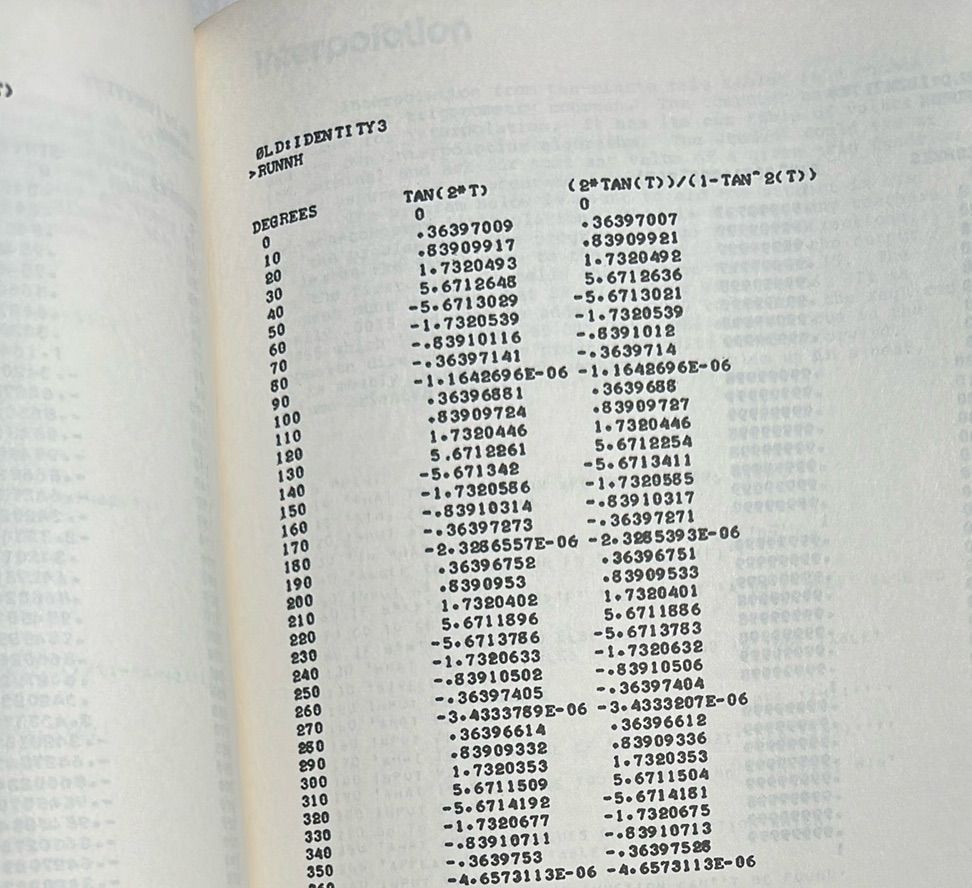 OLD:IDENTITY3
>RUNNH
DEGREES TAN(2*T) (2*TAN(T))/(1-TAN^2(T))
0 0 0
10 .36397009 .36397007
20 .83909917 .83909921
30 1.7320493 1.7320492
40 5.6712648 5.6712636
50 -5.6713029 -5.6713021
60 -1.7320539 -1.7320539
70 -.83910116 -.8391012
80 -.36397141 -.3639714
90 -1.1642696E-06 -1.1642696E-06
100 .36396881 .3639688
110 .83909724 .83909727
120 1.7320446 1.7320446
130 5.6712261 5.6712254
140 -5.671342 -5.6713411
150 -1.7320586 -1.7320585
160 -.83910314 -.83910317
170 -.36397273 -.36397271
180 -2.3286557E-06 -2.3285393E-06
190 .36396752 .36396751
200 .8390953 .83909533
210 1.7320402 1.7320401
220 5.6711896 5.6711886
230 -5.6713786 -5.6713783
240 -1.7320633 -1.7320632
250 -.83910502 -.83910506
260 -.36397405 -.36397404
270 -3.4333789E-06 -3.4333207E-06
280 .36396614 .36396612
290 .83909332 .83909336
300 1.7320353 1.7320353
310 5.6711509 5.6711504
320 -5.6714192 -5.6714181
330 -1.7320677 -1.7320675
340 -.83910711 -.83910713
350 -.3639753 -.36397528
360 -4.6573113E-06 -4.6573113E-06